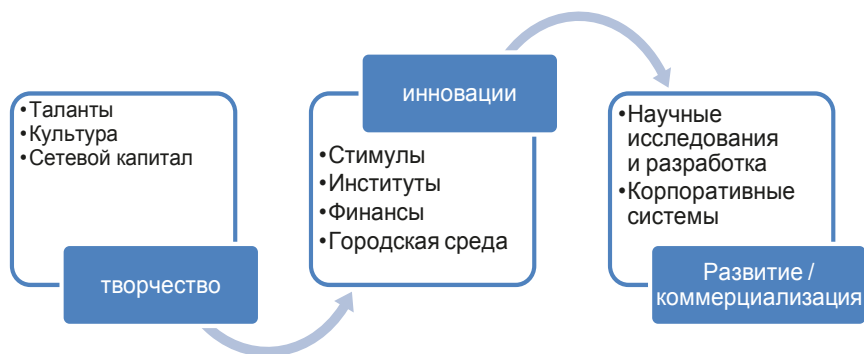 •Таланты
•Культура
•Сетевой капитал
творчество
инновации
•Стимулы
•Институты
•Финансы
•Городская среда
•Научные
исследования
и разработка
•Корпоративные
системы
Развитие /
коммерциализация